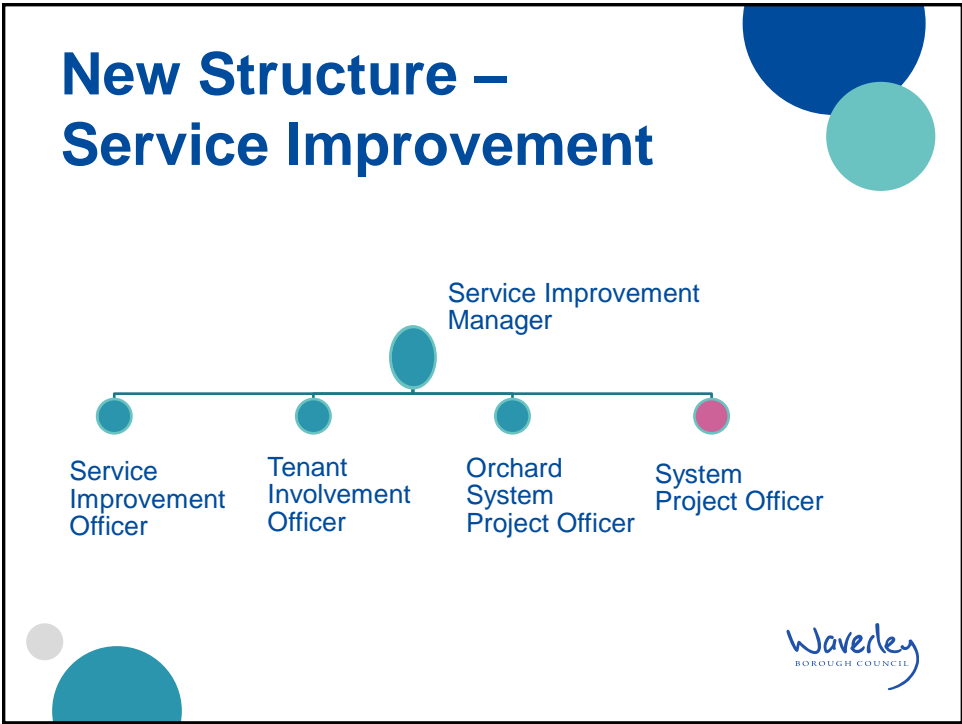 New Structure –
Service Improvement
Service Improvement
Manager
Service
Improvement
Officer
Tenant
Involvement
Officer
Orchard
System
Project Officer
System
Project Officer
Waverley
BOROUGH COUNCIL